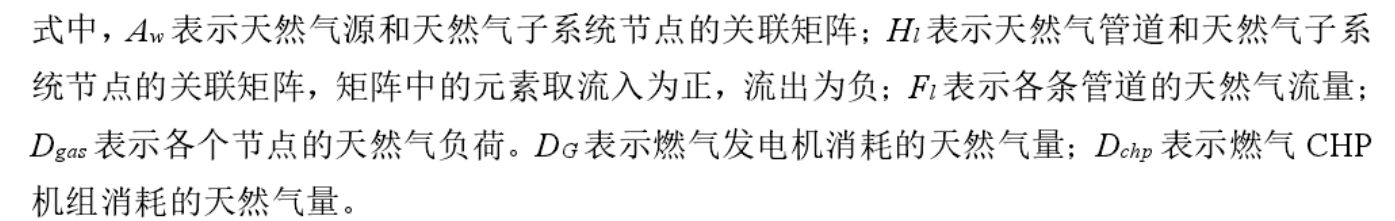 式中，Aw 表示天然气源和天然气子系统节点的关联矩阵；Hl 表示天然气管道和天然气子系
统节点的关联矩阵，矩阵中的元素取流入为正，流出为负；Fl 表示各条管道的天然气流量；
Dgas 表示各个节点的天然气负荷。DG 表示燃气发电机消耗的天然气量；Dchp 表示燃气 CHP
机组消耗的天然气量。